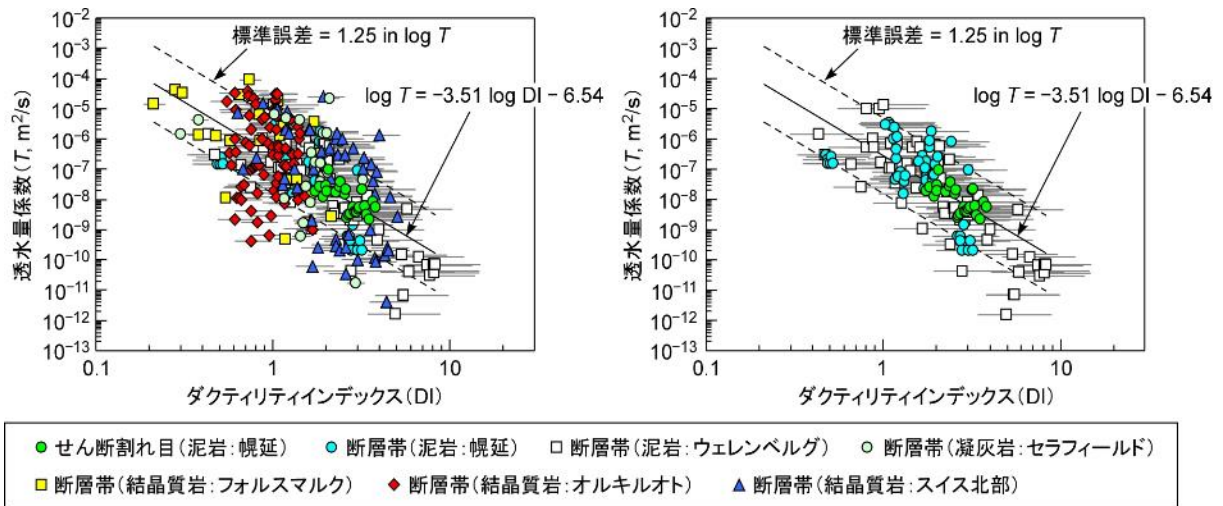 標準誤差 = 1.25 in log T
log T = −3.51 log DI − 6.54
透水量係数(T, m²/s)
10⁻²
10⁻³
10⁻⁴
10⁻⁵
10⁻⁶
10⁻⁷
10⁻⁸
10⁻⁹
10⁻¹⁰
10⁻¹¹
10⁻¹²
10⁻¹³
0.1 1 10
ダクティリティインデックス(DI)
標準誤差 = 1.25 in log T
log T = −3.51 log DI − 6.54
透水量係数(T, m²/s)
10⁻²
10⁻³
10⁻⁴
10⁻⁵
10⁻⁶
10⁻⁷
10⁻⁸
10⁻⁹
10⁻¹⁰
10⁻¹¹
10⁻¹²
10⁻¹³
0.1 1 10
ダクティリティインデックス(DI)
せん断割れ目(泥岩:幌延) 断層帯(泥岩:幌延) 断層帯(泥岩:ウェレンベルグ) 断層帯(凝灰岩:セラフィールド)
断層帯(結晶質岩:フォルスマルク) 断層帯(結晶質岩:オルキルオト) 断層帯(結晶質岩:スイス北部)